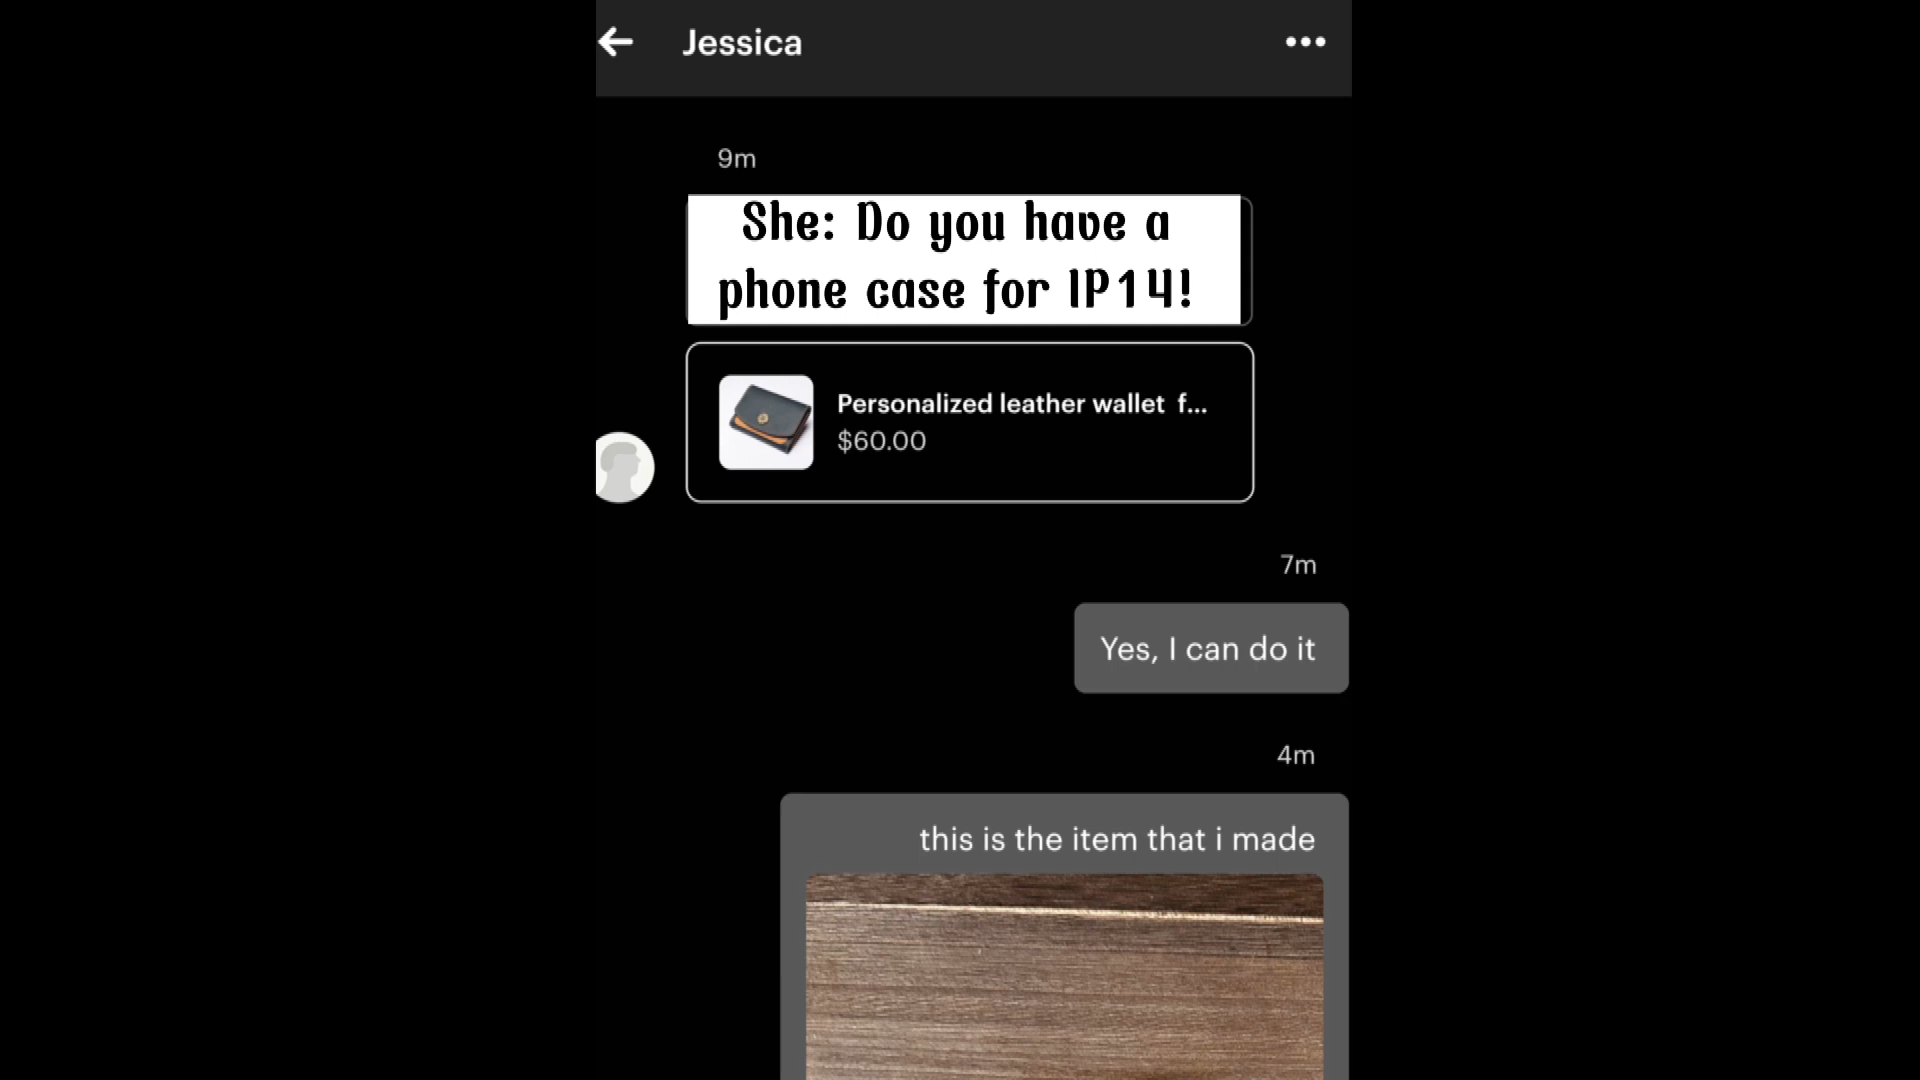 Jessica
9m
She: Do you have a
phone case for IP14!
Personalized leather wallet f...
$60.00
7m
Yes, I can do it
4m
this is the item that i made